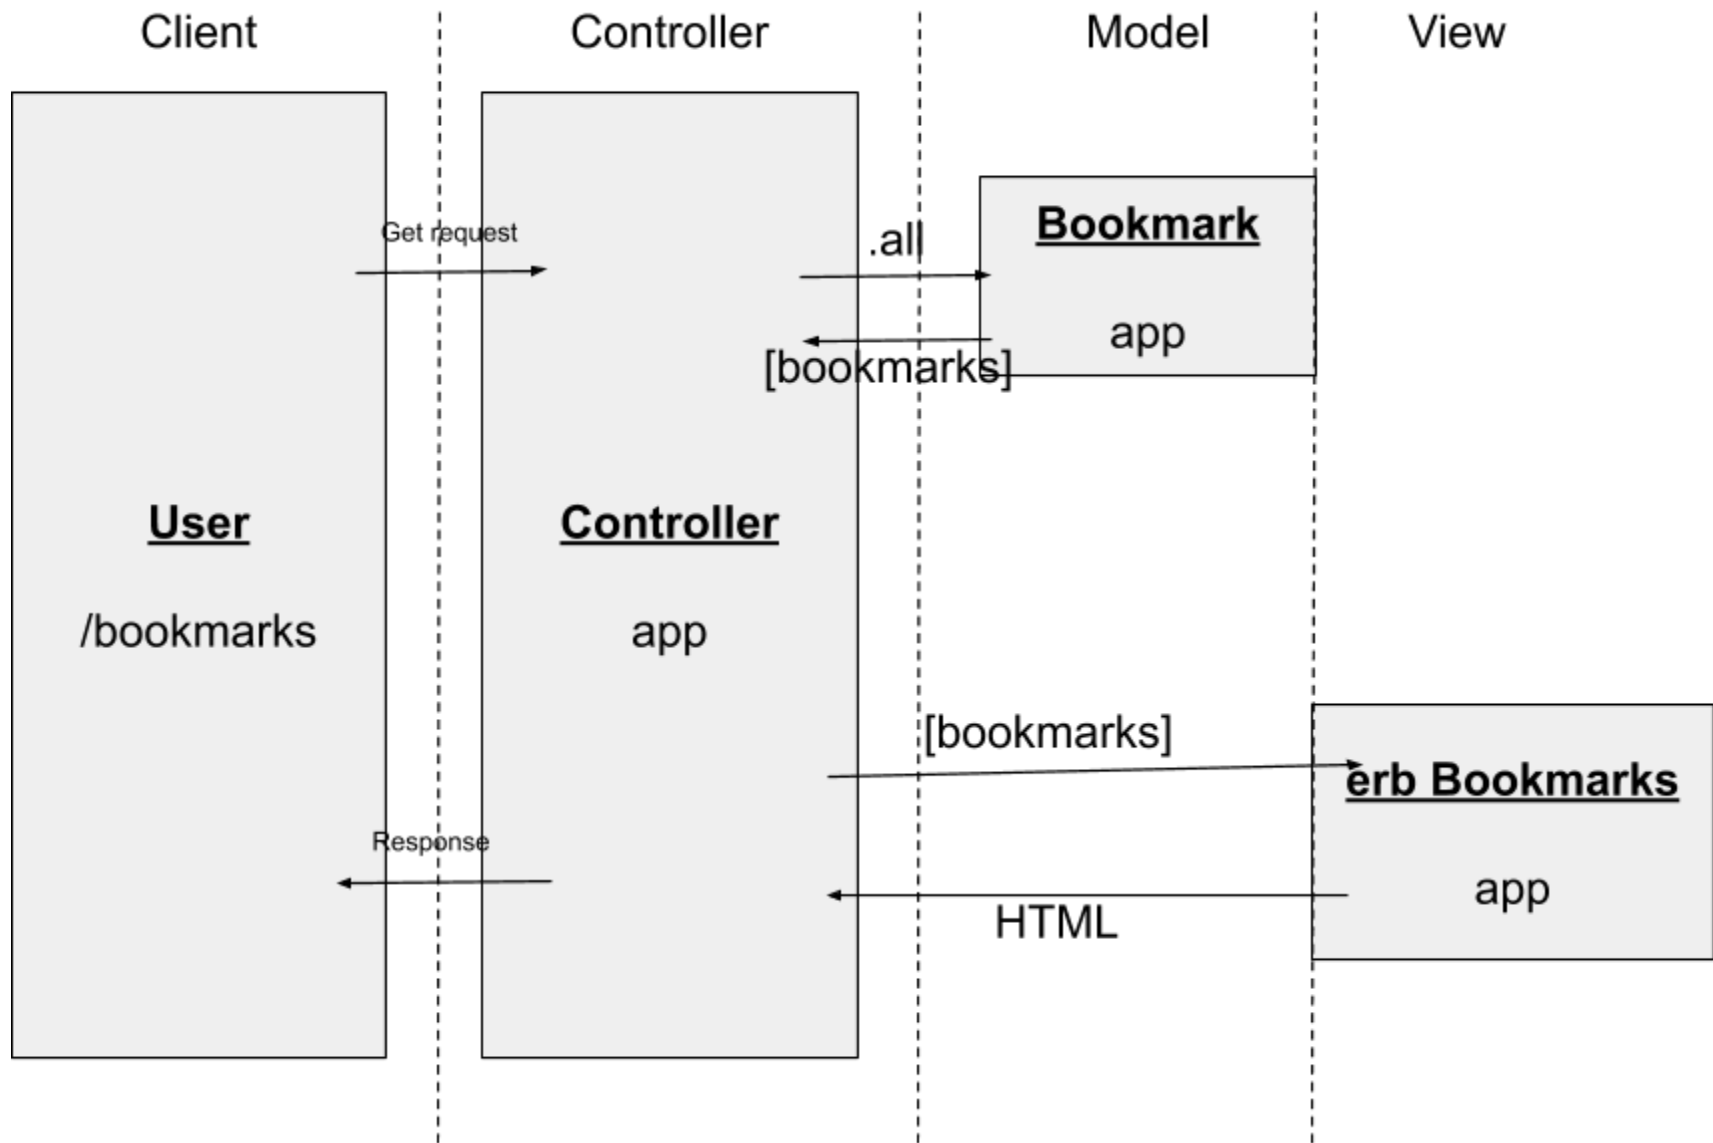 Client
Controller
Model
View
Get request
.all
Bookmark
app
[bookmarks]
User
/bookmarks
Controller
app
[bookmarks]
erb Bookmarks
app
Response
HTML